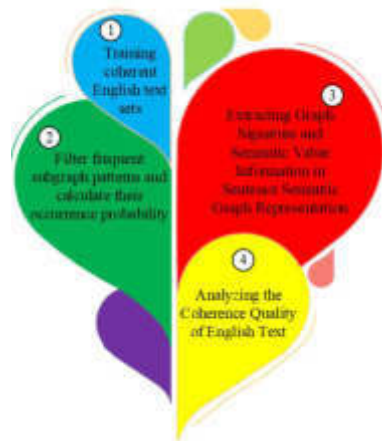 1
Training
coherent
English text
sets
2
Filter frequent
subgraph patterns and
calculate their
occurrence probability
3
Extracting Graph
Signature and
Semantic Value
Information in
Sentence Semantic
Graph Representation
4
Analyzing the
Coherence Quality
of English Text